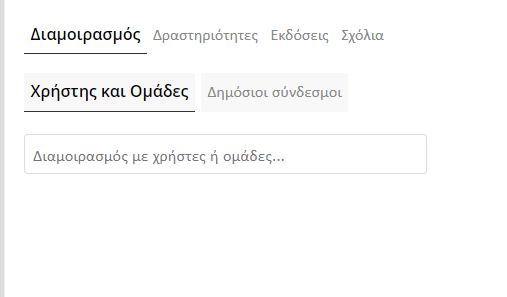 Διαμοιρασμός Δραστηριότητες Εκδόσεις Σχόλια
Χρήστης και Ομάδες Δημόσιοι σύνδεσμοι
Διαμοιρασμός με χρήστες ή ομάδες...